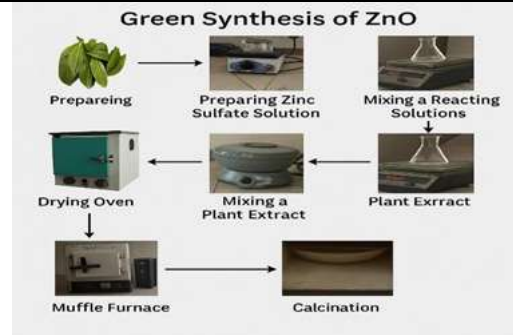 Green Synthesis of ZnO
Prepareing
Preparing Zinc
Sulfate Solution
Mixing a Reacting
Solutions
Plant Exrract
Mixing a
Plant Extract
Drying Oven
Muffle Furnace
Calcination